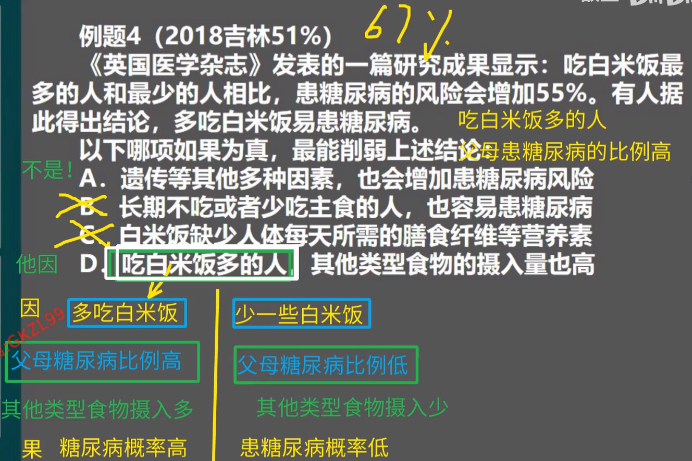 例题4（2018吉林51%）
67%
《英国医学杂志》发表的一篇研究成果显示：吃白米饭最
多的人和最少的人相比，患糖尿病的风险会增加55%。有人据
此得出结论，多吃白米饭易患糖尿病。
吃白米饭多的人
以下哪项如果为真，最能削弱上述结论：
父母患糖尿病的比例高
不是！
A．遗传等其他多种因素，也会增加患糖尿病风险
B．长期不吃或者少吃主食的人，也容易患糖尿病
C．白米饭缺少人体每天所需的膳食纤维等营养素
他因
D．吃白米饭多的人，其他类型食物的摄入量也高
因
多吃白米饭
少一些白米饭
GKZL99
父母糖尿病比例高
父母糖尿病比例低
其他类型食物摄入多
其他类型食物摄入少
果
糖尿病概率高
患糖尿病概率低